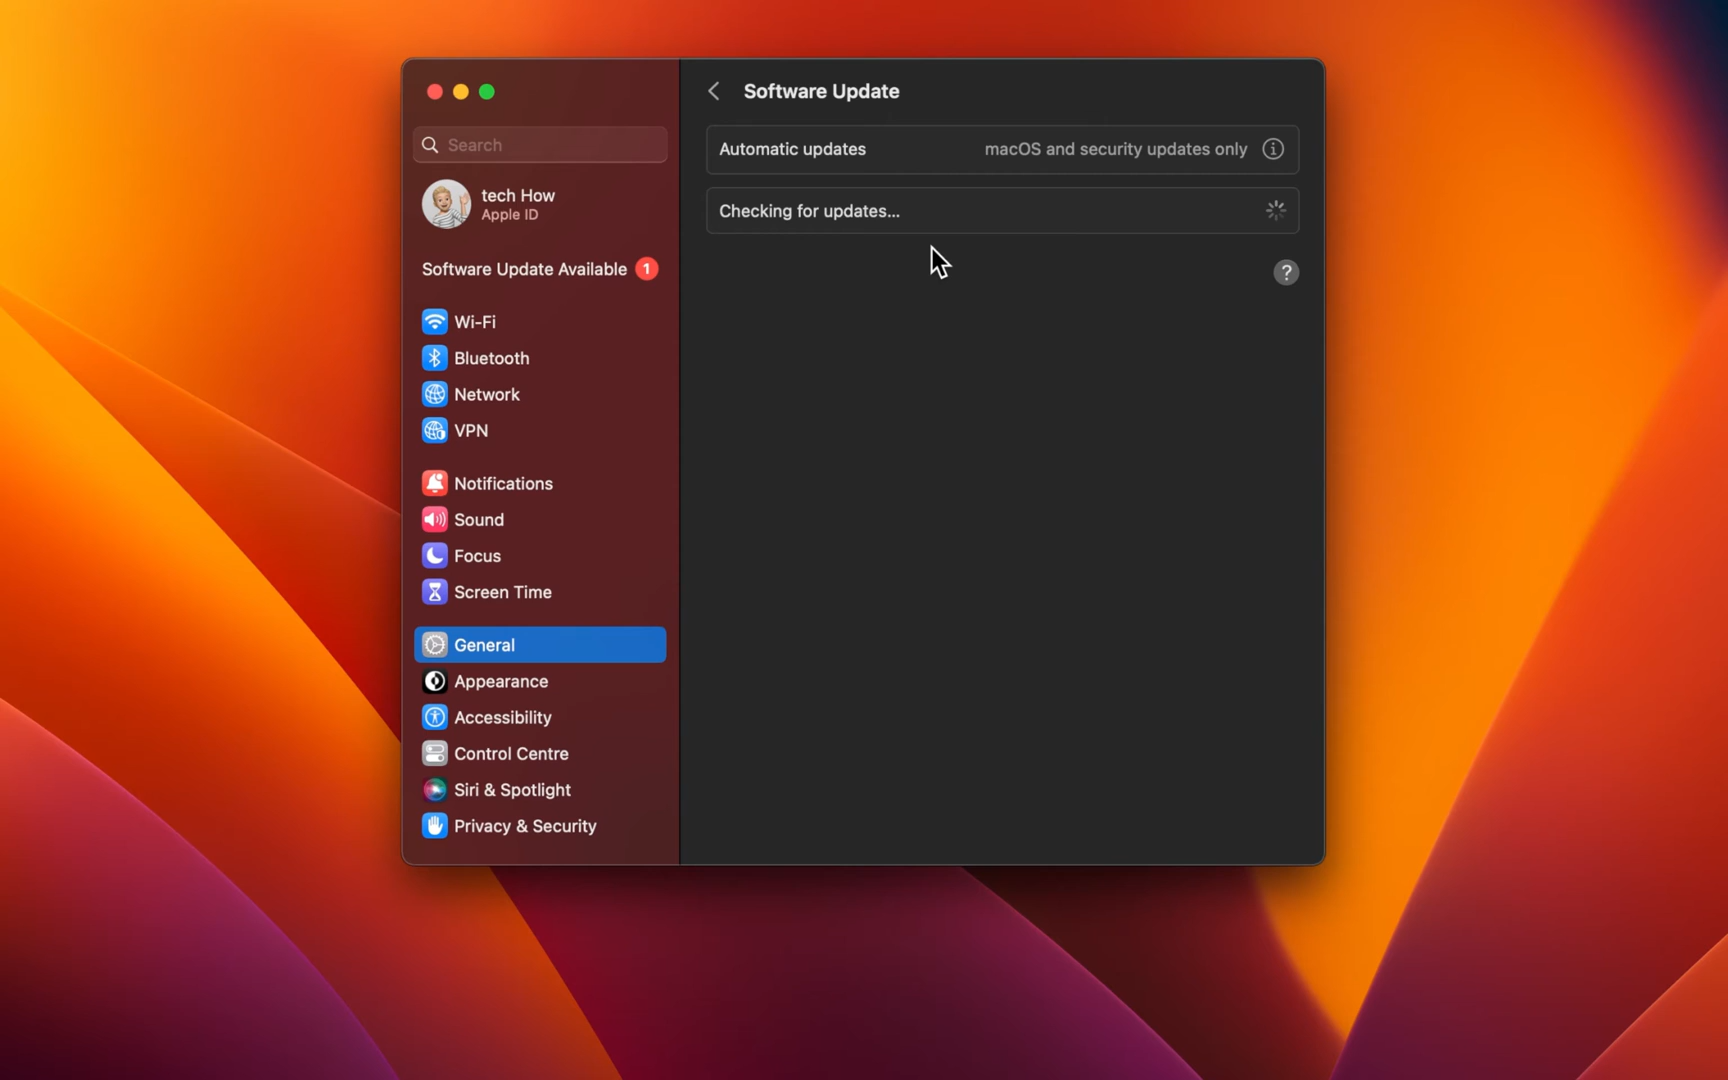 Search
tech How
Apple ID
Software Update Available 1
Wi-Fi
Bluetooth
Network
VPN
Notifications
Sound
Focus
Screen Time
General
Appearance
Accessibility
Control Centre
Siri & Spotlight
Privacy & Security
Software Update
Automatic updates macOS and security updates only
Checking for updates...
?